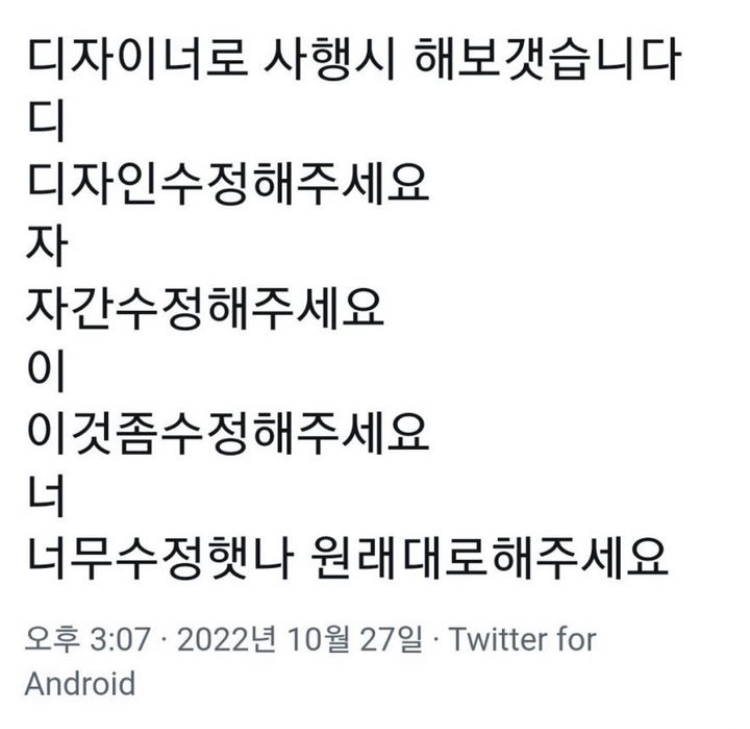 디자이너로 사행시 해보갯습니다
디
디자인수정해주세요
자
자간수정해주세요
이
이것좀수정해주세요
너
너무수정햇나 원래대로해주세요
오후 3:07 · 2022년 10월 27일 · Twitter for
Android